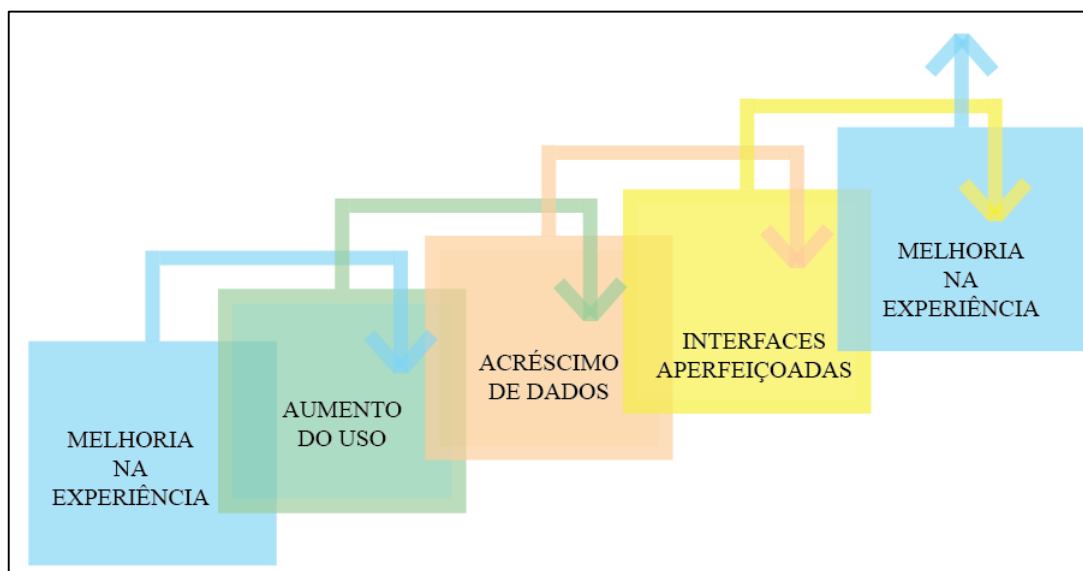 MELHORIA
NA
EXPERIÊNCIA
AUMENTO
DO USO
ACRÉSCIMO
DE DADOS
INTERFACES
APERFEIÇOADAS
MELHORIA
NA
EXPERIÊNCIA